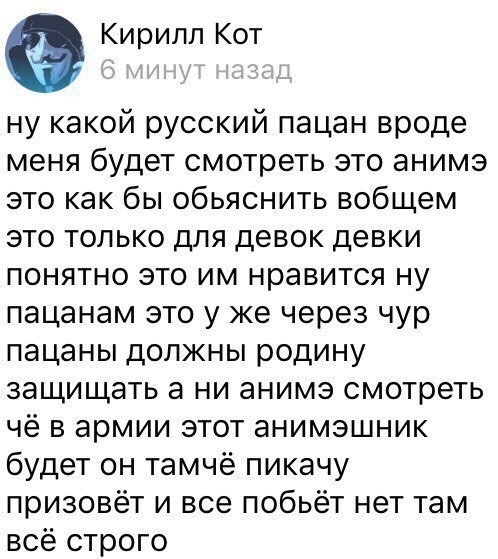 Кирилл Кот
6 минут назад
ну какой русский пацан вроде
меня будет смотреть это анимэ
это как бы обьяснить вобщем
это только для девок девки
понятно это им нравится ну
пацанам это у же через чур
пацаны должны родину
защищать а ни анимэ смотреть
чё в армии этот анимэшник
будет он тамчё пикачу
призовёт и все побьёт нет там
всё строго